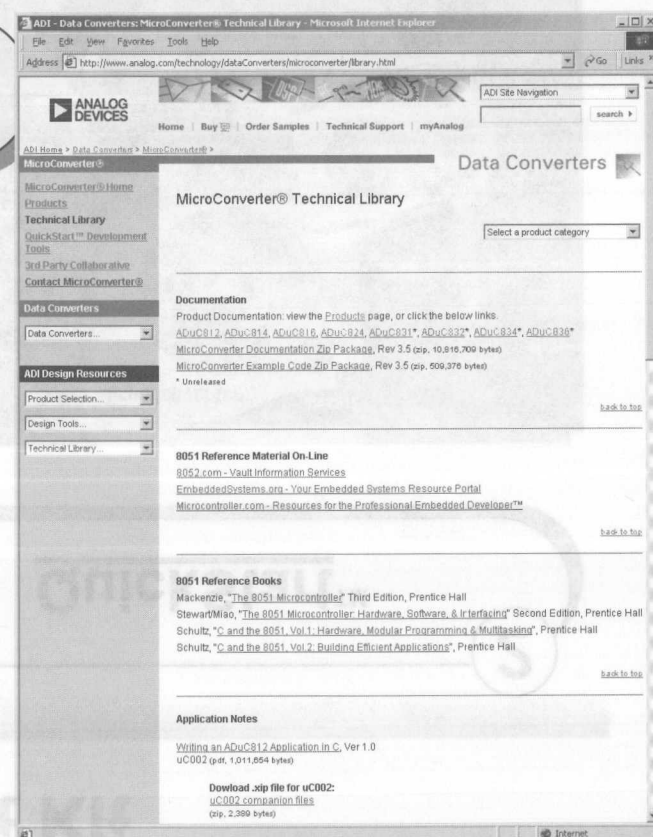 ADI - Data Converters: MicroConverter® Technical Library - Microsoft Internet Explorer
File Edit View Favorites Tools Help
Address http://www.analog.com/technology/dataConverters/microconverter/library.html Go Links
ANALOG DEVICES
ADI Site Navigation
search
Home | Buy | Order Samples | Technical Support | myAnalog
ADI Home > Data Converters > MicroConverter® >
MicroConverter®
Data Converters
MicroConverter® Home
Products
Technical Library
QuickStart™ Development Tools
3rd Party Collaborative
Contact MicroConverter®
Data Converters
Data Converters...
ADI Design Resources
Product Selection...
Design Tools...
Technical Library...
MicroConverter® Technical Library
Select a product category
Documentation
Product Documentation: view the Products page, or click the below links.
ADuC812, ADuC814, ADuC816, ADuC824, ADuC831*, ADuC832*, ADuC834*, ADuC836*
MicroConverter Documentation Zip Package, Rev 3.5 (zip, 10,816,709 bytes)
MicroConverter Example Code Zip Package, Rev 3.5 (zip, 509,376 bytes)
* Unreleased
back to top
8051 Reference Material On-Line
8052.com - Vault Information Services
EmbeddedSystems.org - Your Embedded Systems Resource Portal
Microcontroller.com - Resources for the Professional Embedded Developer™
back to top
8051 Reference Books
Mackenzie, "The 8051 Microcontroller" Third Edition, Prentice Hall
Stewart/Miao, "The 8051 Microcontroller: Hardware, Software, & Interfacing" Second Edition, Prentice Hall
Schultz, "C and the 8051, Vol.1: Hardware, Modular Programming & Multitasking", Prentice Hall
Schultz, "C and the 8051, Vol.2: Building Efficient Applications", Prentice Hall
back to top
Application Notes
Writing an ADuC812 Application in C, Ver 1.0
uC002 (pdf, 1,011,654 bytes)
Dowload .xip file for uC002:
uC002 companion files
(zip, 2,389 bytes)
Internet